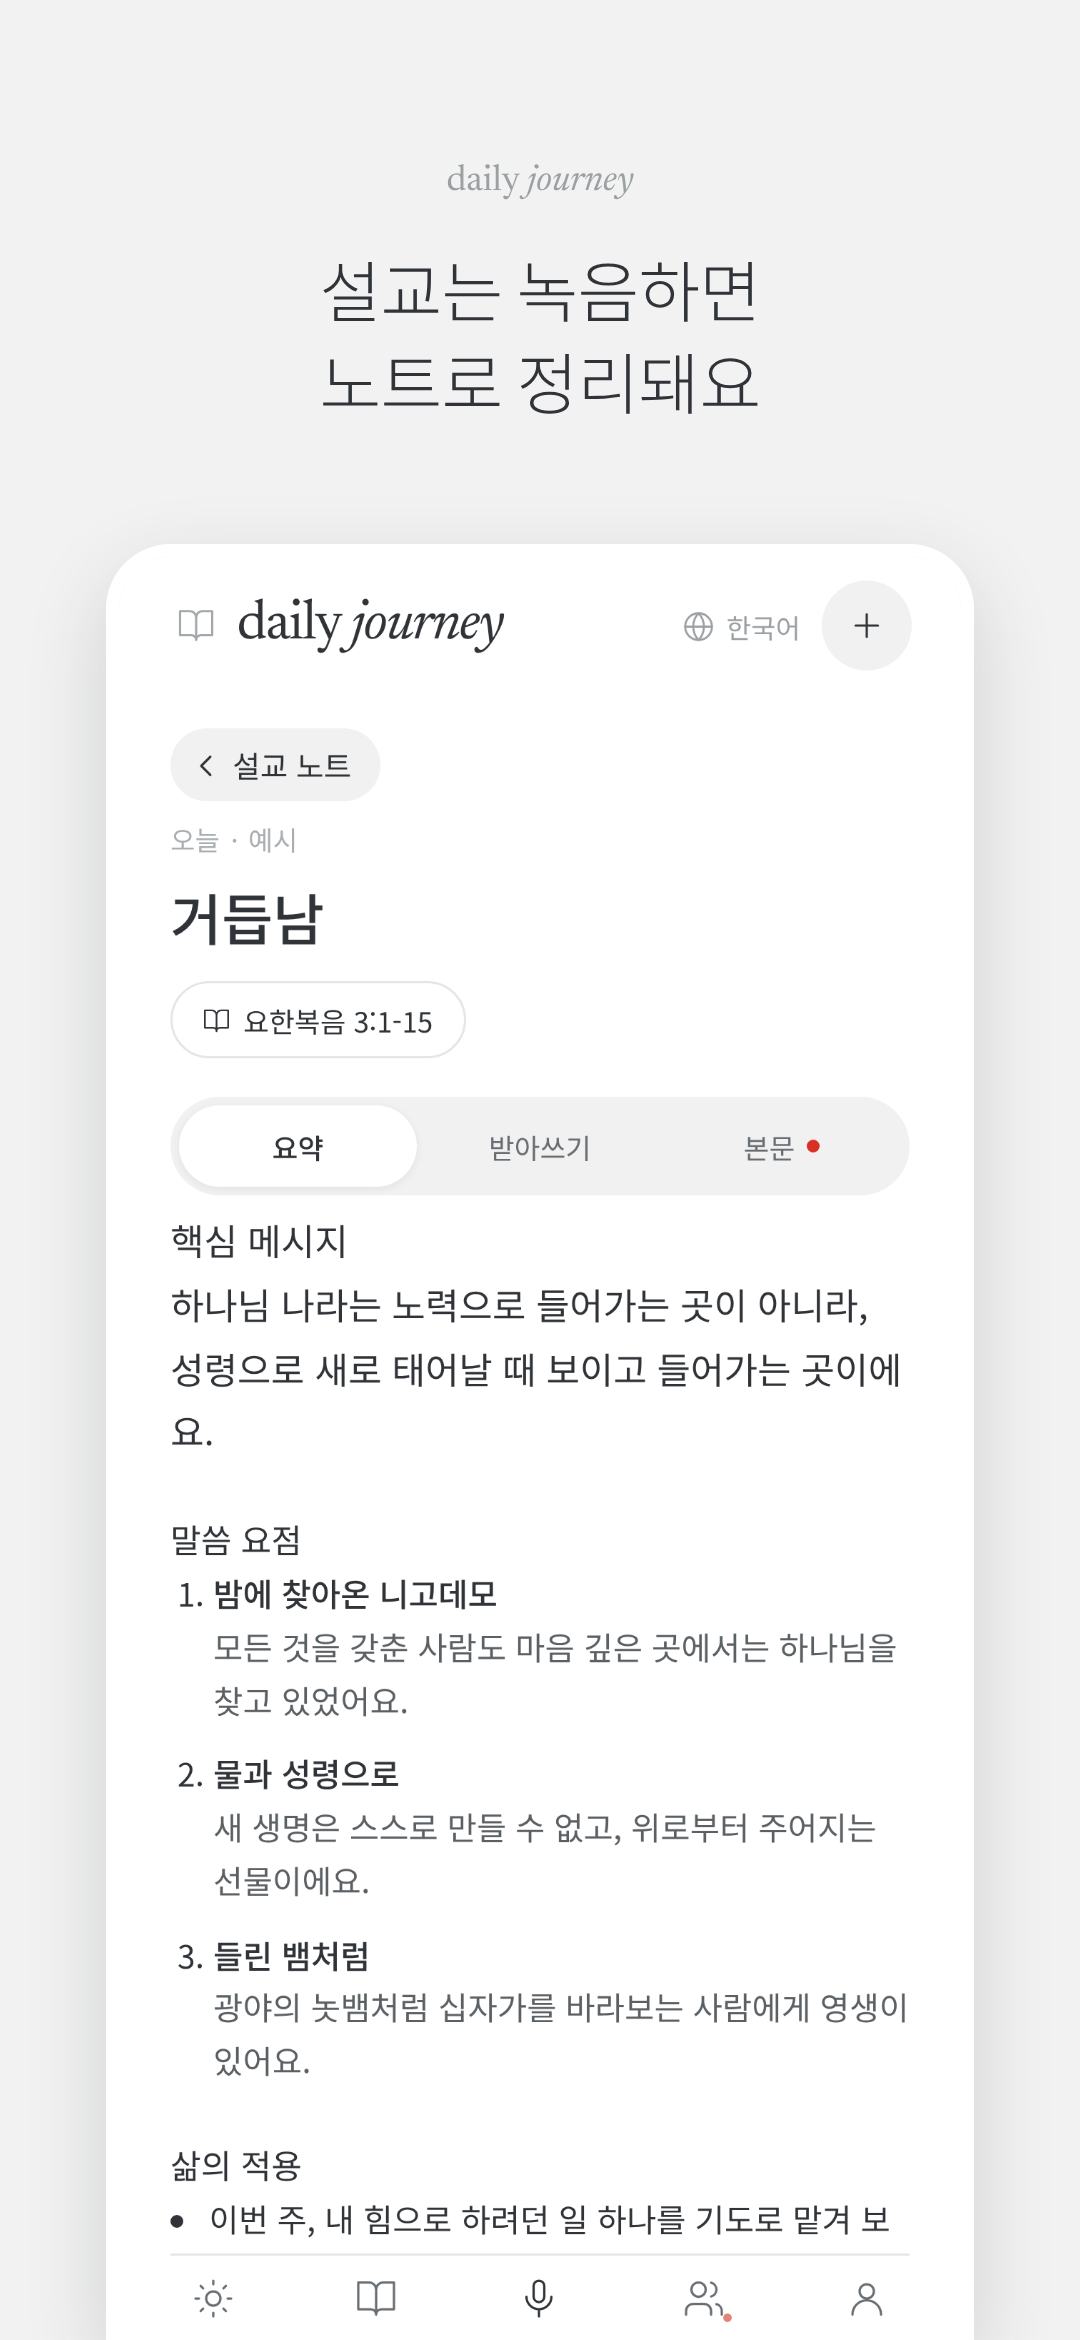 daily journey
설교는 녹음하면
노트로 정리돼요
daily journey
한국어
설교 노트
오늘 · 예시
거듭남
요한복음 3:1-15
요약
받아쓰기
본문
핵심 메시지
하나님 나라는 노력으로 들어가는 곳이 아니라,
성령으로 새로 태어날 때 보이고 들어가는 곳이에
요.
말씀 요점
1. 밤에 찾아온 니고데모
모든 것을 갖춘 사람도 마음 깊은 곳에서는 하나님을
찾고 있었어요.
2. 물과 성령으로
새 생명은 스스로 만들 수 없고, 위로부터 주어지는
선물이에요.
3. 들린 뱀처럼
광야의 놋뱀처럼 십자가를 바라보는 사람에게 영생이
있어요.
삶의 적용
• 이번 주, 내 힘으로 하려던 일 하나를 기도로 맡겨 보